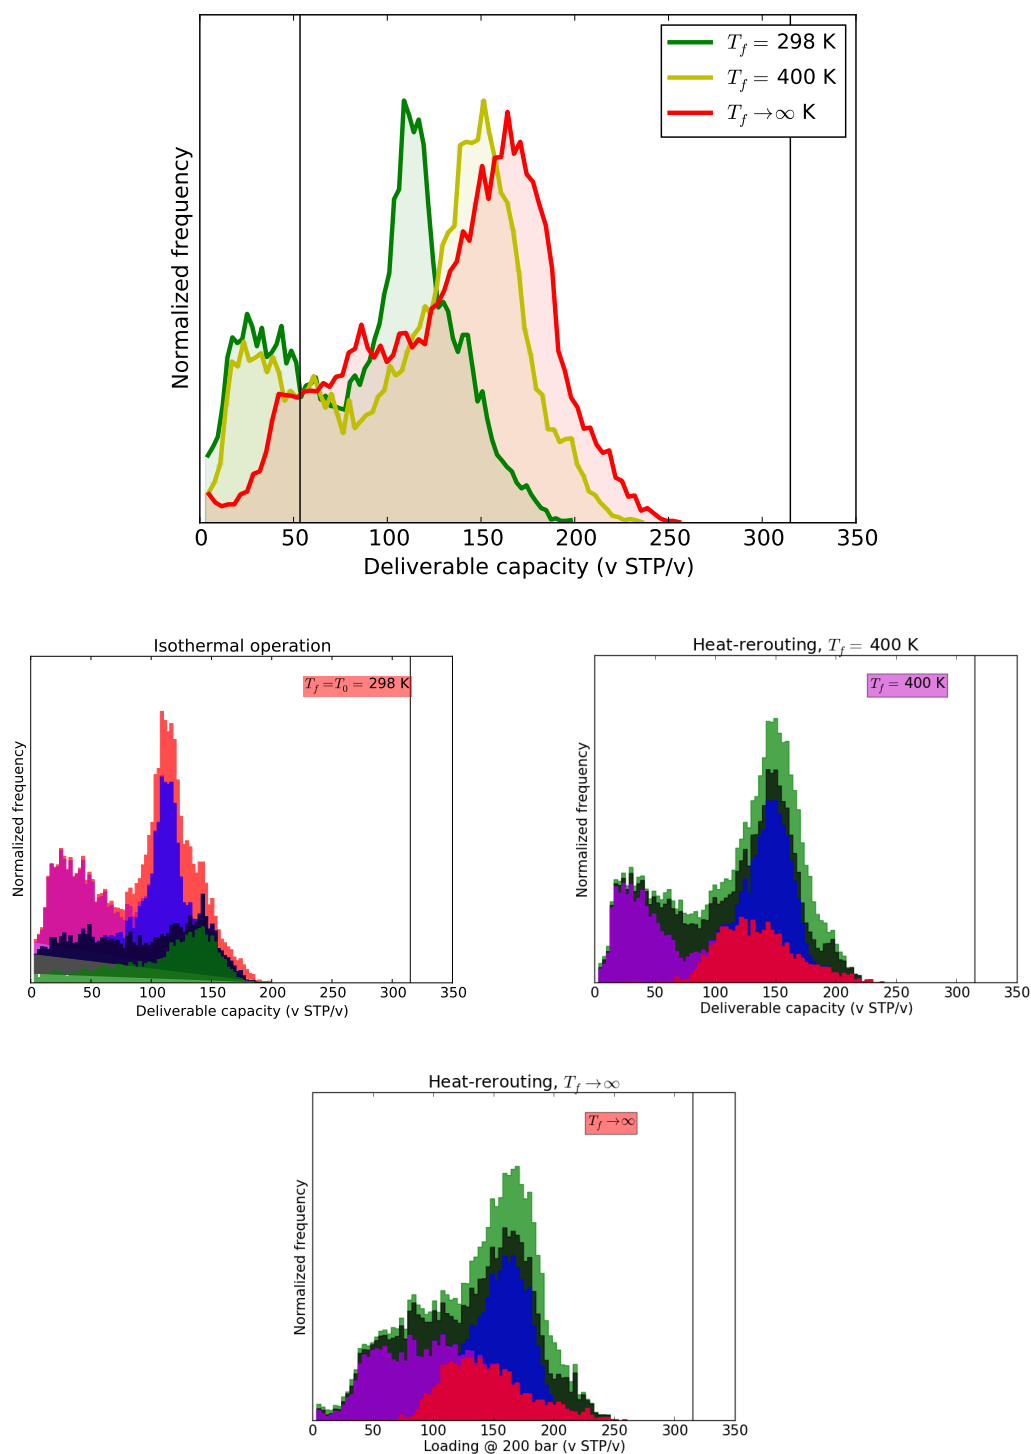 T_f = 298 K
T_f = 400 K
T_f →∞ K
Normalized frequency
0 50 100 150 200 250 300 350
Deliverable capacity (v STP/v)
Isothermal operation
T_f=T_0 = 298 K
Normalized frequency
0 50 100 150 200 250 300 350
Deliverable capacity (v STP/v)
Heat-rerouting, T_f = 400 K
T_f = 400 K
Normalized frequency
0 50 100 150 200 250 300 350
Deliverable capacity (v STP/v)
Heat-rerouting, T_f →∞
T_f →∞
Normalized frequency
0 50 100 150 200 250 300 350
Loading @ 200 bar (v STP/v)